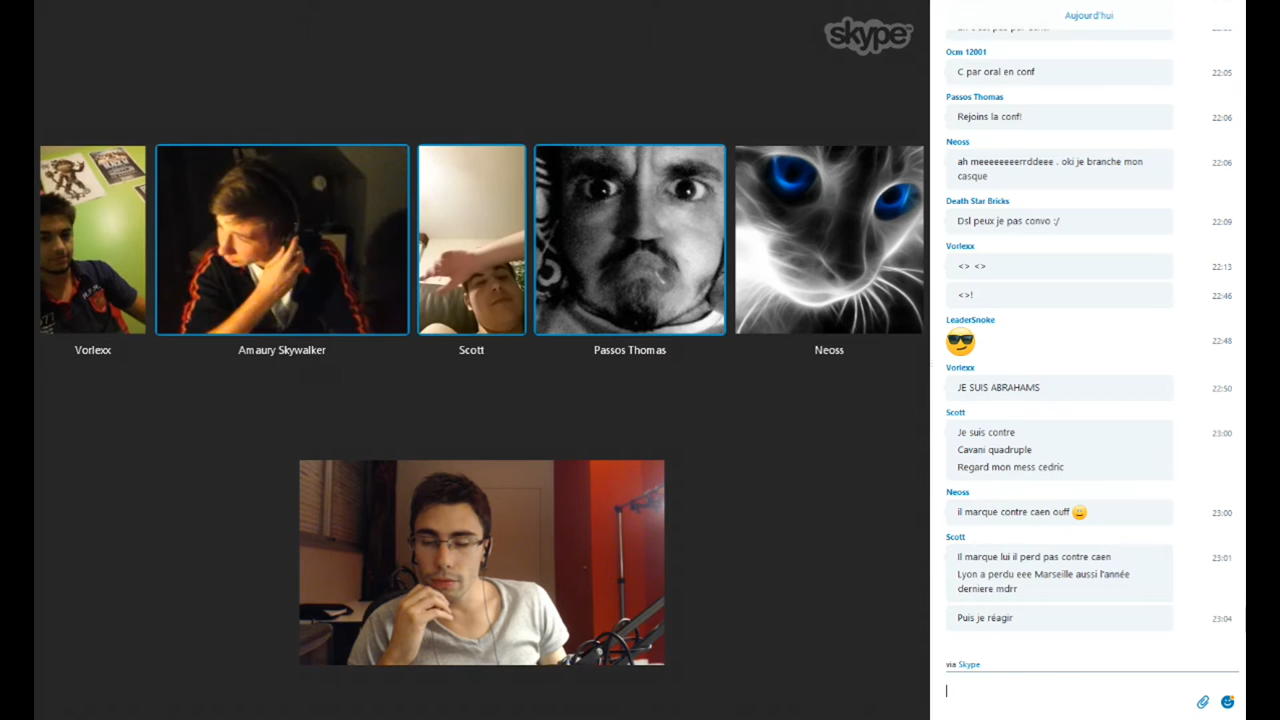 skype
Vorlexx
Amaury Skywalker
Scott
Passos Thomas
Neoss
Aujourd'hui
Ocm 12001
C par oral en conf
22:05
Passos Thomas
Rejoins la conf!
22:06
Neoss
ah meeeeeeerrdeee . oki je branche mon
casque
22:06
Death Star Bricks
Dsl peux je pas convo :/
22:09
Vorlexx
<> <>
22:13
<>!
22:46
LeaderSnoke
22:48
Vorlexx
JE SUIS ABRAHAMS
22:50
Scott
Je suis contre
23:00
Cavani quadruple
Regard mon mess cedric
Neoss
il marque contre caen ouff
23:00
Scott
Il marque lui il perd pas contre caen
23:01
Lyon a perdu eee Marseille aussi l'année
derniere mdrr
Puis je réagir
23:04
via Skype